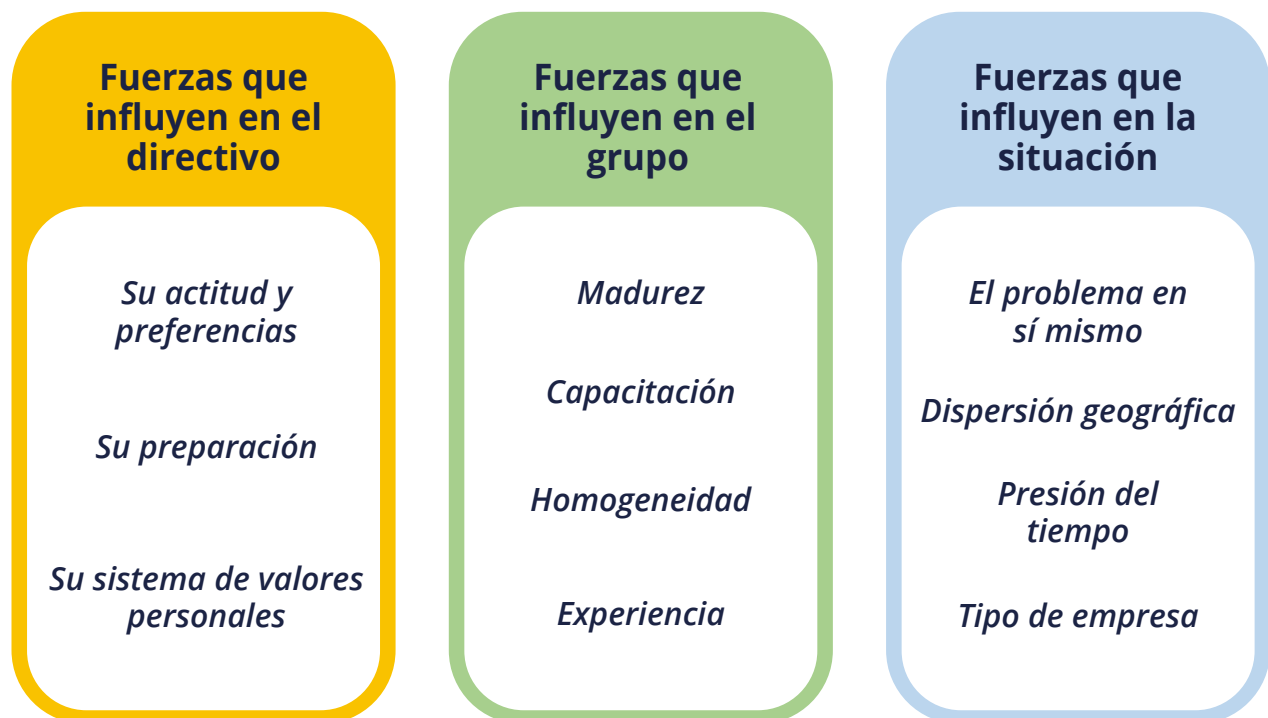 Fuerzas que
influyen en el
directivo
Su actitud y
preferencias
Su preparación
Su sistema de valores
personales
Fuerzas que
influyen en el
grupo
Madurez
Capacitación
Homogeneidad
Experiencia
Fuerzas que
influyen en la
situación
El problema en
sí mismo
Dispersión geográfica
Presión del
tiempo
Tipo de empresa